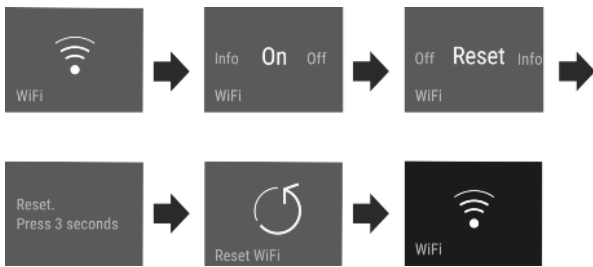 WiFi
Info On Off
WiFi
Off Reset Info
WiFi
Reset.
Press 3 seconds
Reset WiFi
WiFi